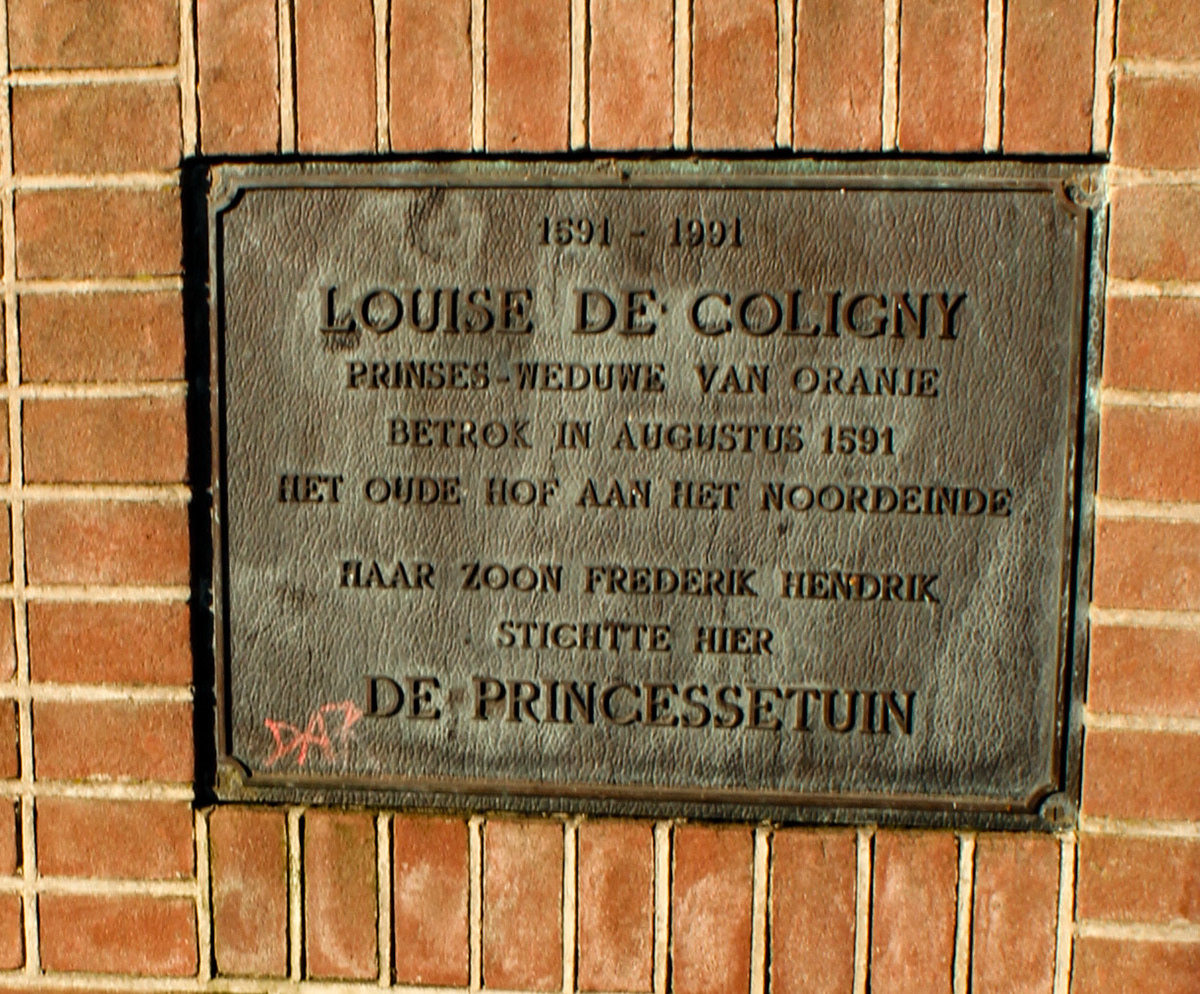 1591 - 1991
LOUISE DE COLIGNY
PRINSES-WEDUWE VAN ORANJE
BETROK IN AUGUSTUS 1591
HET OUDE HOF AAN HET NOORDEINDE
HAAR ZOON FREDERIK HENDRIK
STICHTTE HIER
DE PRINCESSETUIN